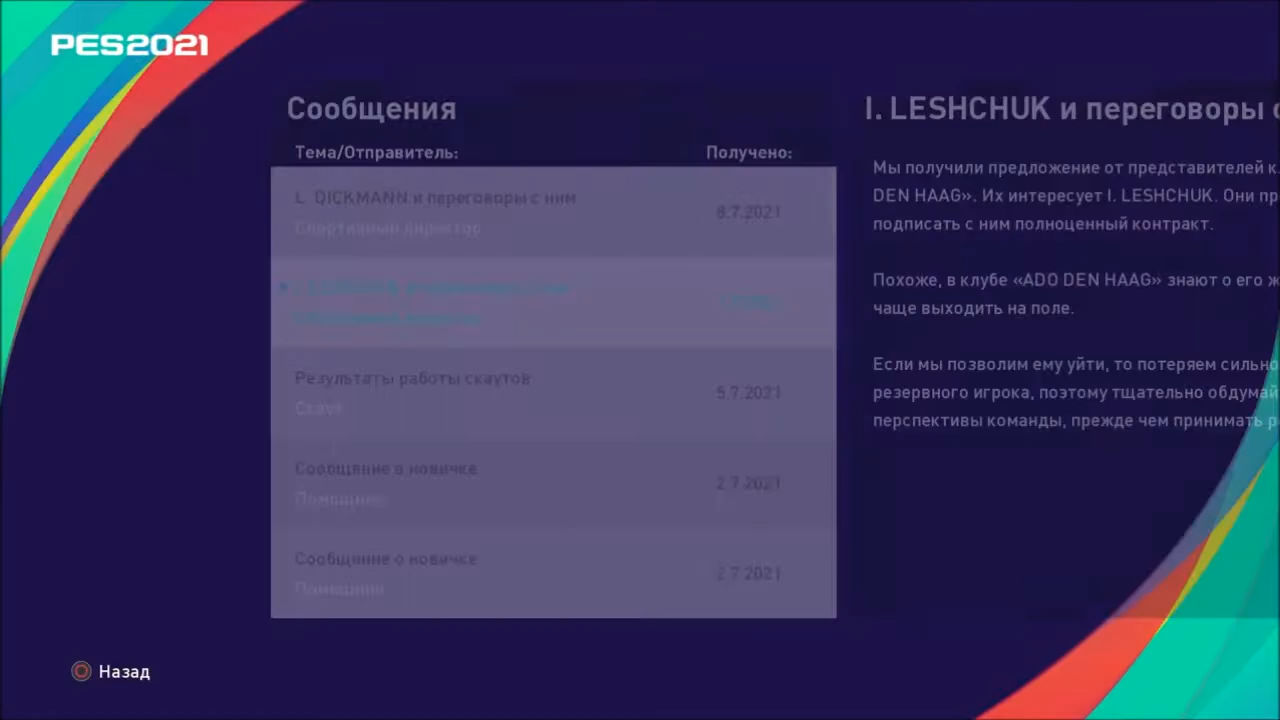 PES2021
Сообщения
Тема/Отправитель:
Получено:
L. DICKMANN и переговоры с ним
Спортивный директор
8.7.2021
Результаты работы скаутов
Скаут
5.7.2021
Сообщение о новичке
Помощник
2.7.2021
Сообщение о новичке
Помощник
2.7.2021
I. LESHCHUK и переговоры с
Мы получили предложение от представителей к
DEN HAAG». Их интересует I. LESHCHUK. Они пр
подписать с ним полноценный контракт.
Похоже, в клубе «ADO DEN HAAG» знают о его ж
чаще выходить на поле.
Если мы позволим ему уйти, то потеряем сильно
резервного игрока, поэтому тщательно обдумай
перспективы команды, прежде чем принимать р
Назад